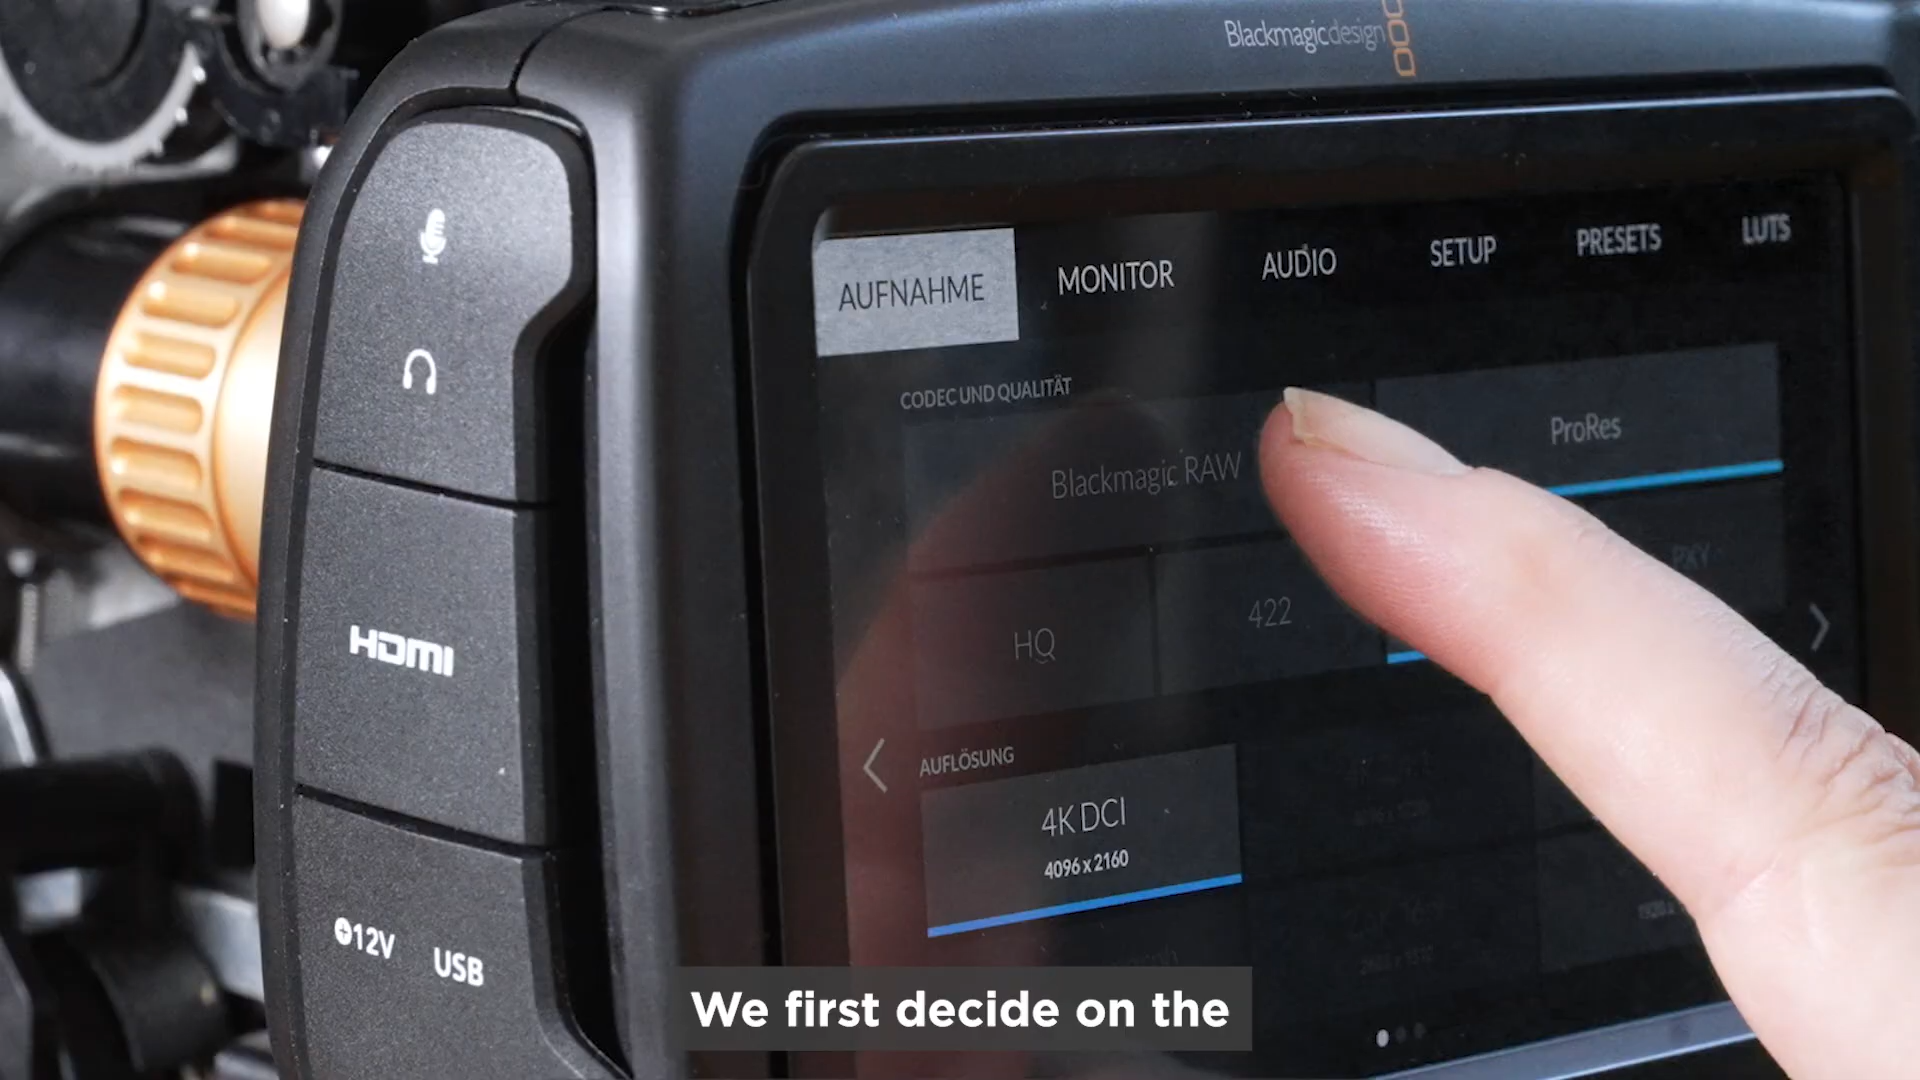 Blackmagicdesign
AUFNAHME
MONITOR
AUDIO
SETUP
PRESETS
LUTS
CODEC UND QUALITÄT
Blackmagic RAW
ProRes
HQ
422
PXY
AUFLÖSUNG
4K DCI
4096 x 2160
HDMI
+12V
USB
We first decide on the